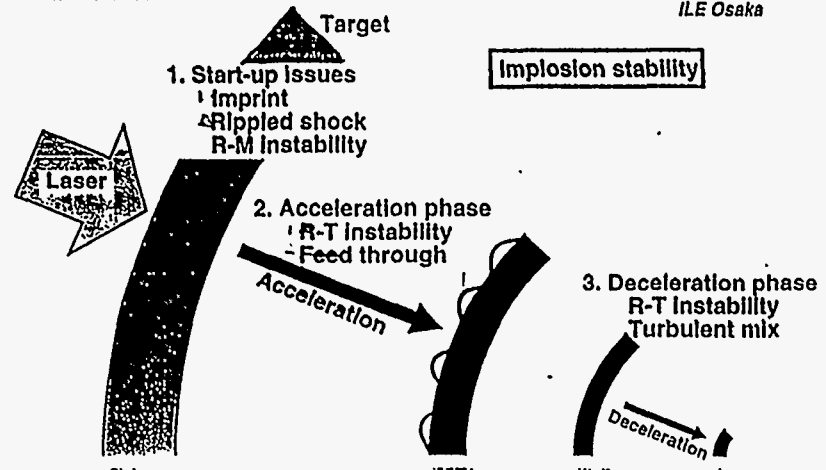 ILE Osaka
Target
Implosion stability
1. Start-up issues
Imprint
Rippled shock
R-M instability
Laser
2. Acceleration phase
R-T instability
Feed through
Acceleration
3. Deceleration phase
R-T instability
Turbulent mix
Deceleration